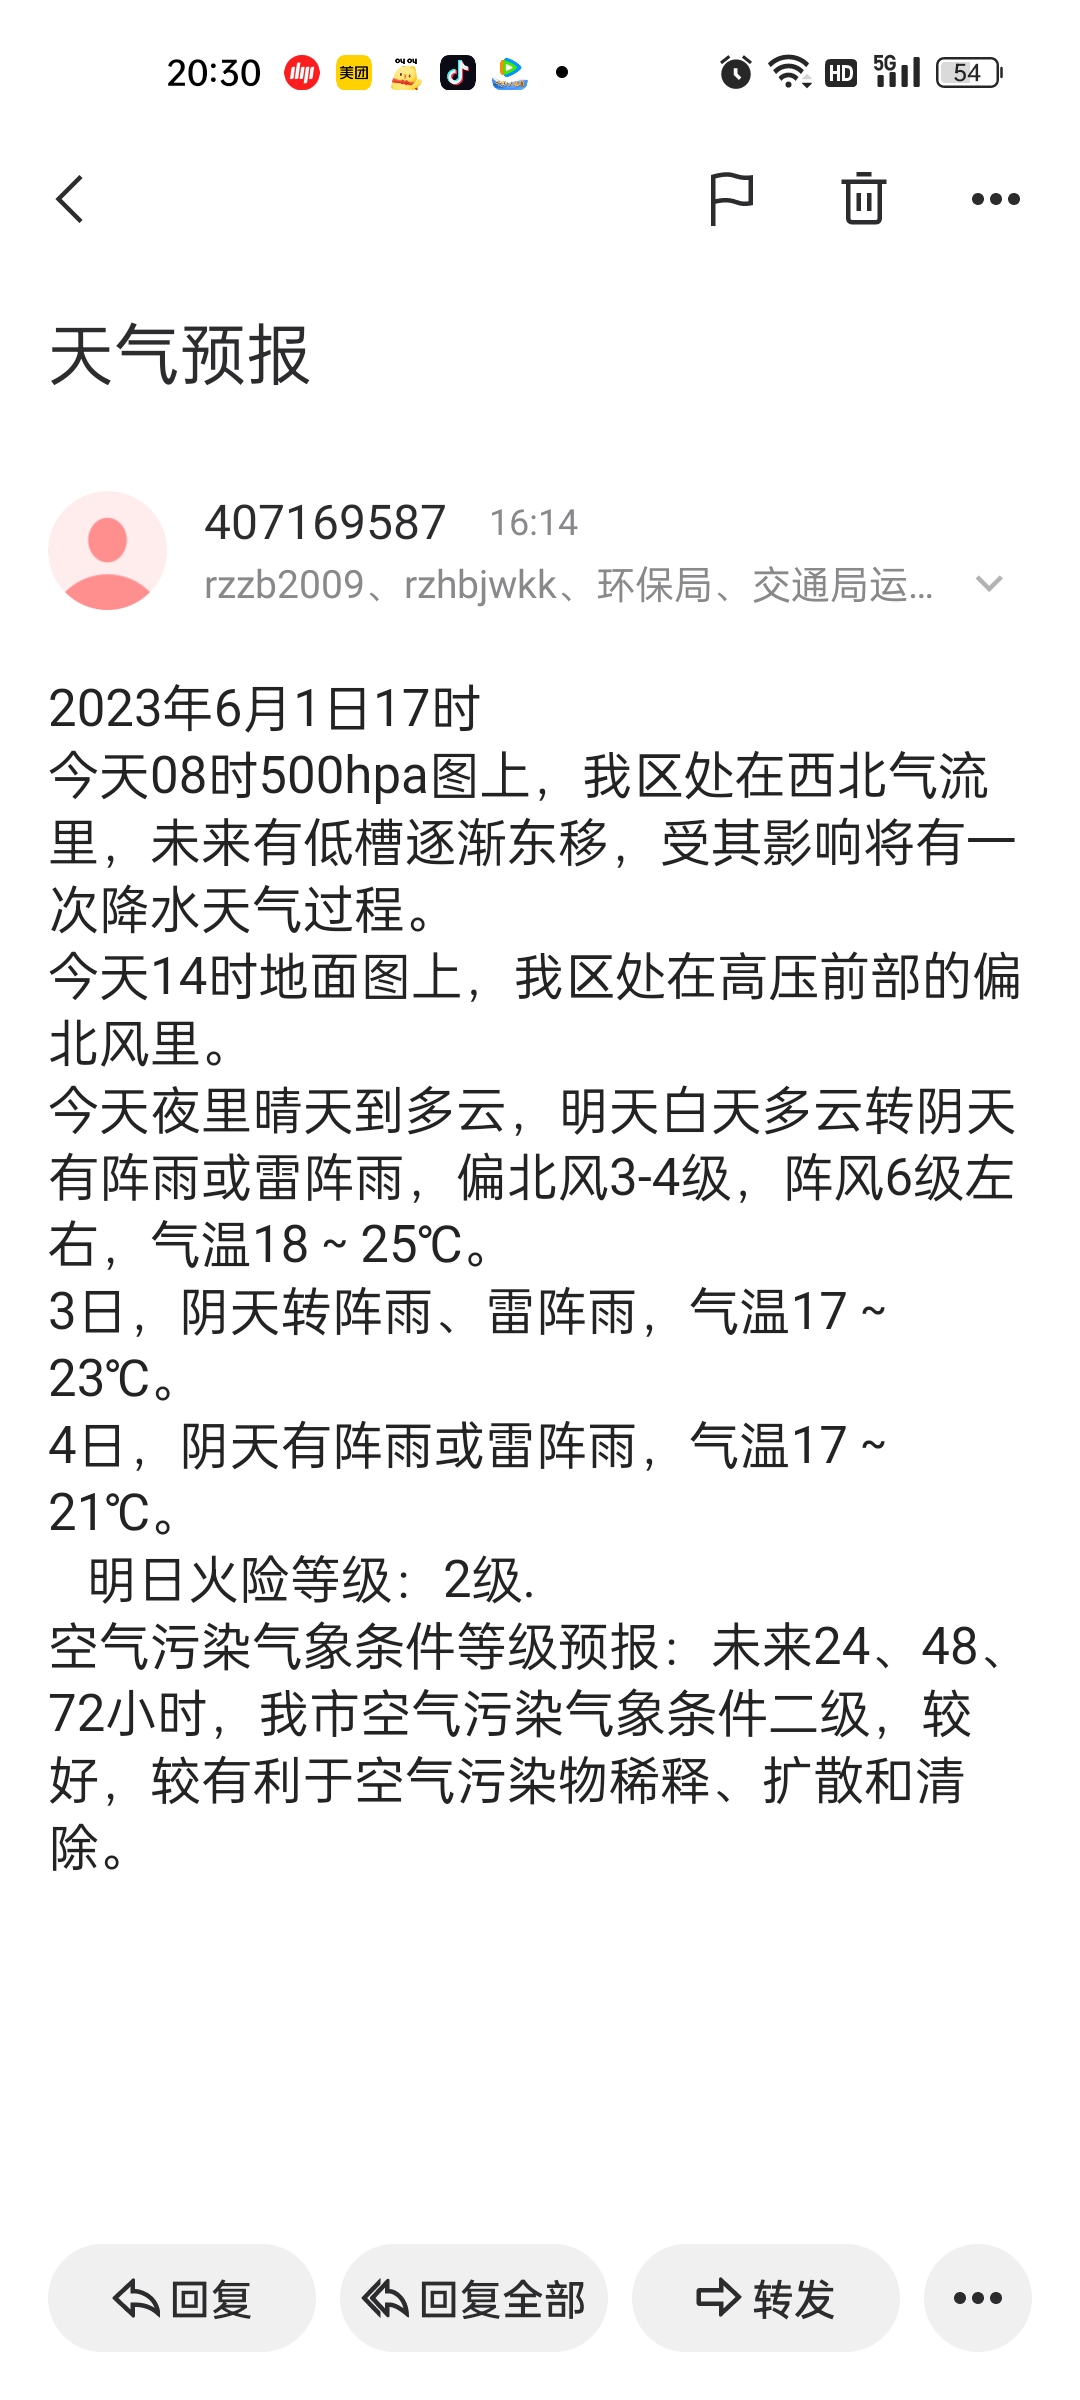 20:30
美团
HD
5G
54
天气预报
407169587 16:14
rzzb2009、rzhbjwkk、环保局、交通局运...
2023年6月1日17时
今天08时500hpa图上，我区处在西北气流
里，未来有低槽逐渐东移，受其影响将有一
次降水天气过程。
今天14时地面图上，我区处在高压前部的偏
北风里。
今天夜里晴天到多云，明天白天多云转阴天
有阵雨或雷阵雨，偏北风3-4级，阵风6级左
右，气温18 ~ 25℃。
3日，阴天转阵雨、雷阵雨，气温17 ~
23℃。
4日，阴天有阵雨或雷阵雨，气温17 ~
21℃。
明日火险等级：2级.
空气污染气象条件等级预报：未来24、48、
72小时，我市空气污染气象条件二级，较
好，较有利于空气污染物稀释、扩散和清
除。
回复
回复全部
转发